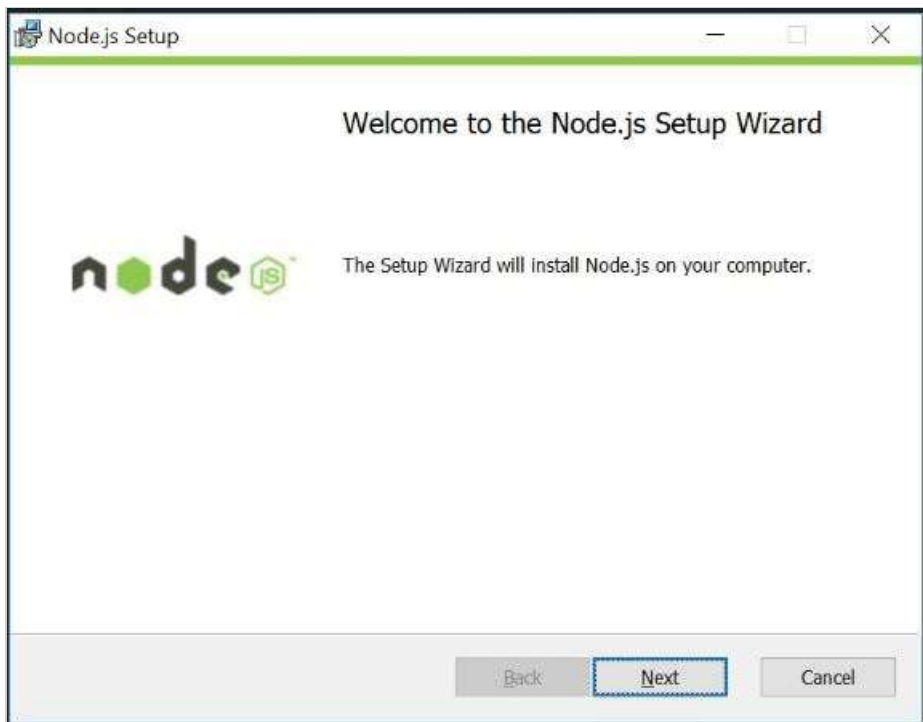 Node.js Setup
Welcome to the Node.js Setup Wizard
node JS™
The Setup Wizard will install Node.js on your computer.
Back Next Cancel